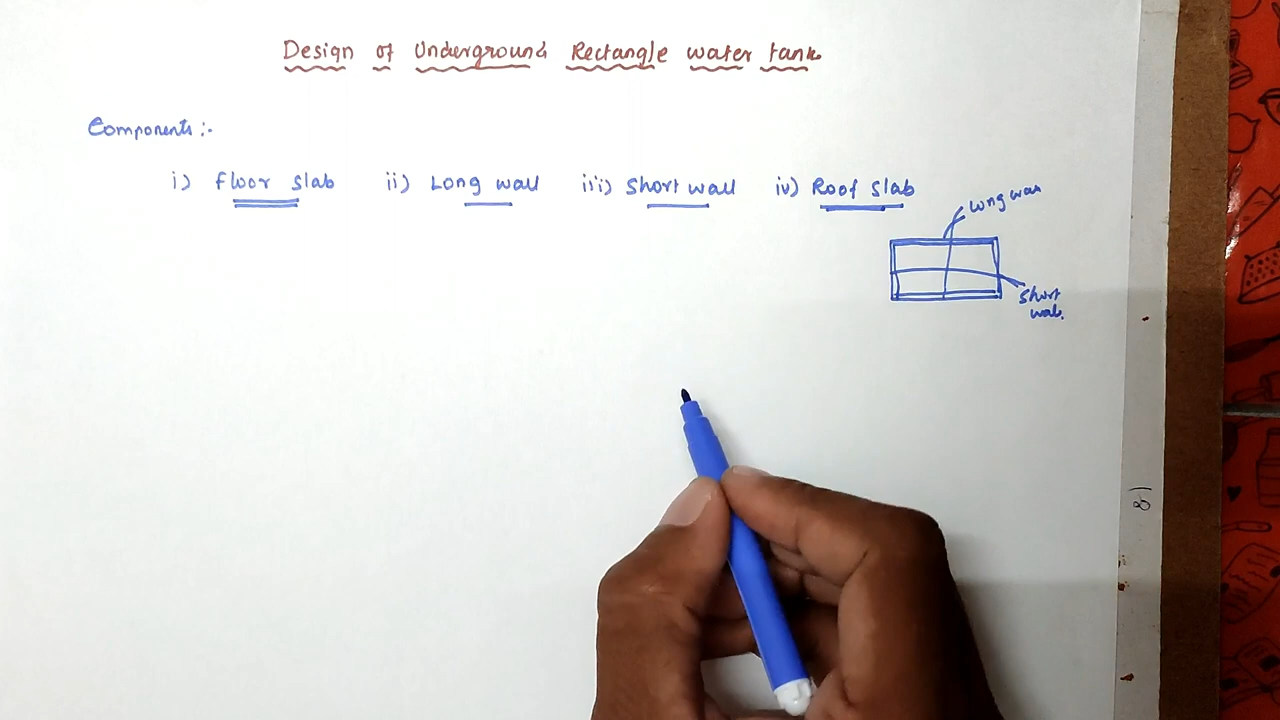 Design of Underground Rectangle water tank
Components :-
i) Floor slab ii) Long wall iii) Short wall iv) Roof slab
Long wall
Short
wall.
18